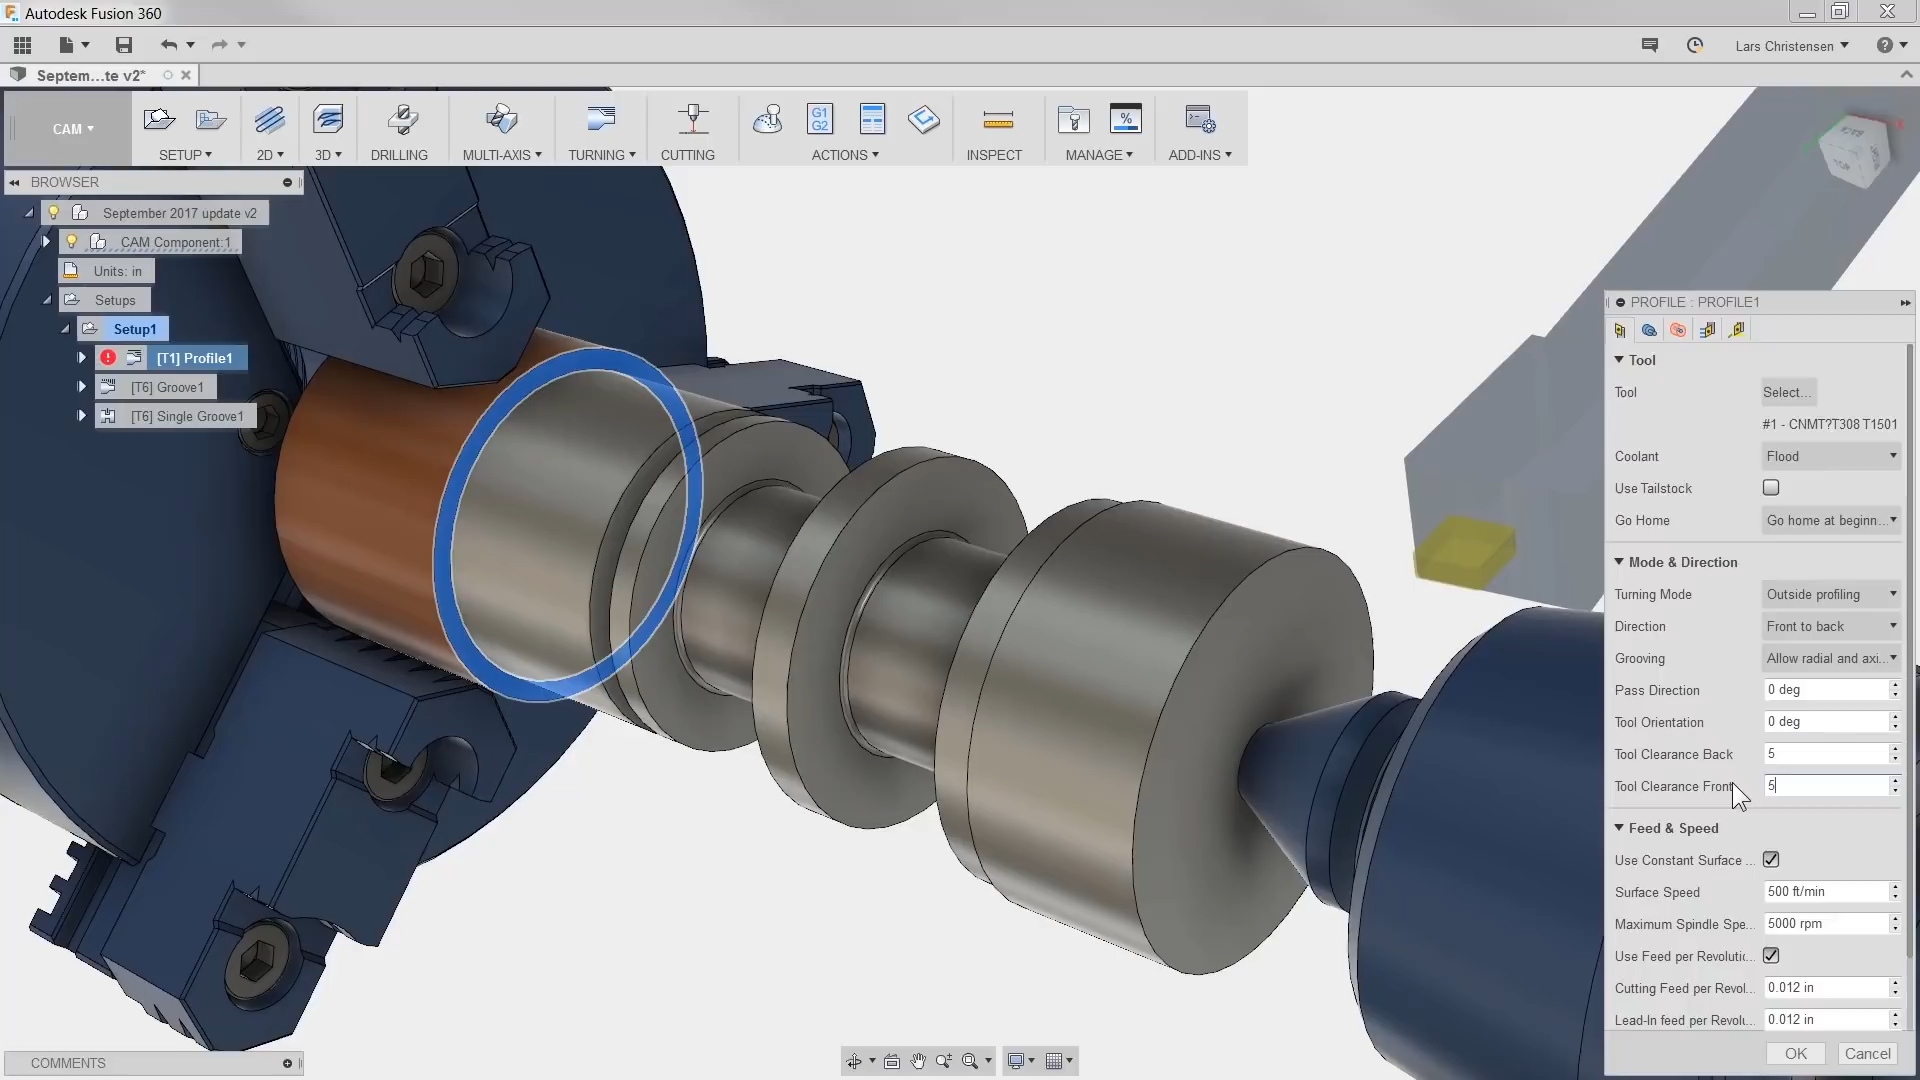 Autodesk Fusion 360
Lars Christensen
Septem...te v2*
CAM
SETUP
2D
3D
DRILLING
MULTI-AXIS
TURNING
CUTTING
G1
G2
ACTIONS
INSPECT
%
MANAGE
ADD-INS
BROWSER
September 2017 update v2
CAM Component:1
Units: in
Setups
Setup1
[T1] Profile1
[T6] Groove1
[T6] Single Groove1
PROFILE : PROFILE1
Tool
Tool Select...
#1 - CNMT?T308 T1501
Coolant Flood
Use Tailstock
Go Home Go home at beginn...
Mode & Direction
Turning Mode Outside profiling
Direction Front to back
Grooving Allow radial and axi...
Pass Direction 0 deg
Tool Orientation 0 deg
Tool Clearance Back 5
Tool Clearance Front 5
Feed & Speed
Use Constant Surface ...
Surface Speed 500 ft/min
Maximum Spindle Spe... 5000 rpm
Use Feed per Revolutic...
Cutting Feed per Revol... 0.012 in
Lead-In feed per Revolu... 0.012 in
OK Cancel
COMMENTS